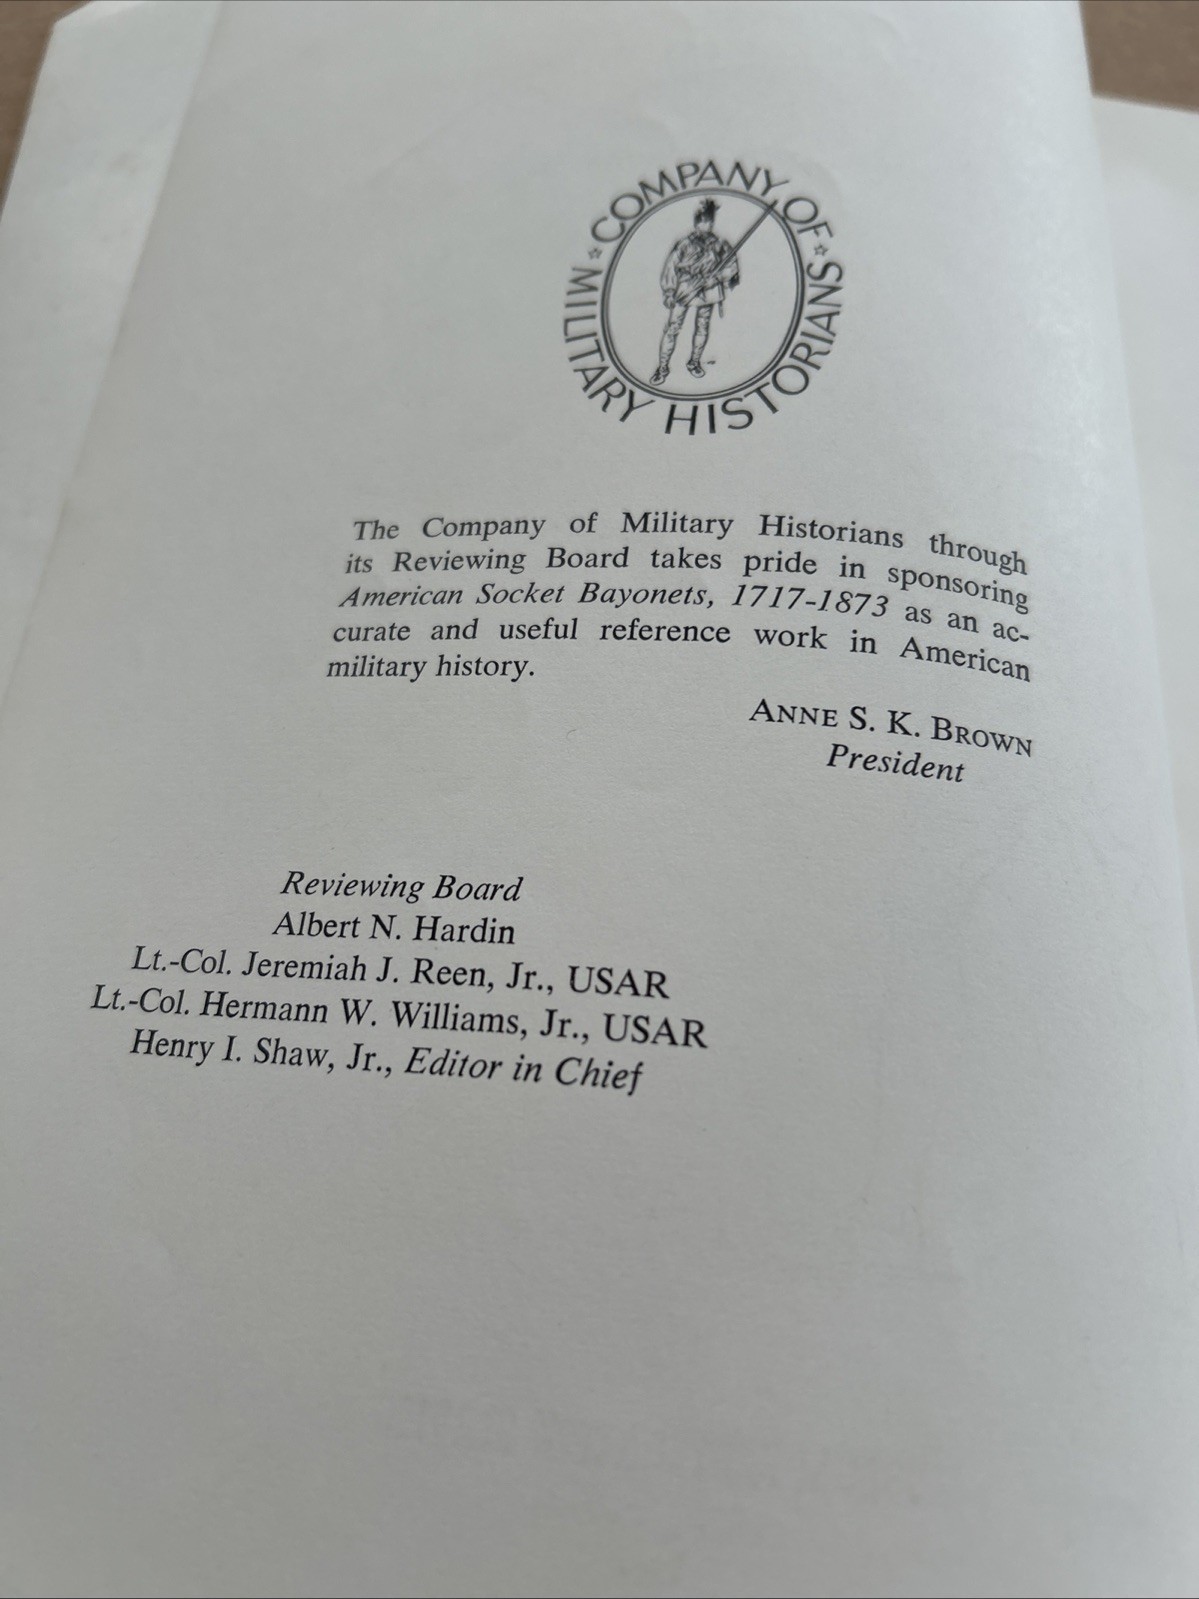 COMPANY OF
MILITARY HISTORIANS
The Company of Military Historians through
its Reviewing Board takes pride in sponsoring
American Socket Bayonets, 1717-1873 as an ac-
curate and useful reference work in American
military history.
ANNE S. K. BROWN
President
Reviewing Board
Albert N. Hardin
Lt.-Col. Jeremiah J. Reen, Jr., USAR
Lt.-Col. Hermann W. Williams, Jr., USAR
Henry I. Shaw, Jr., Editor in Chief